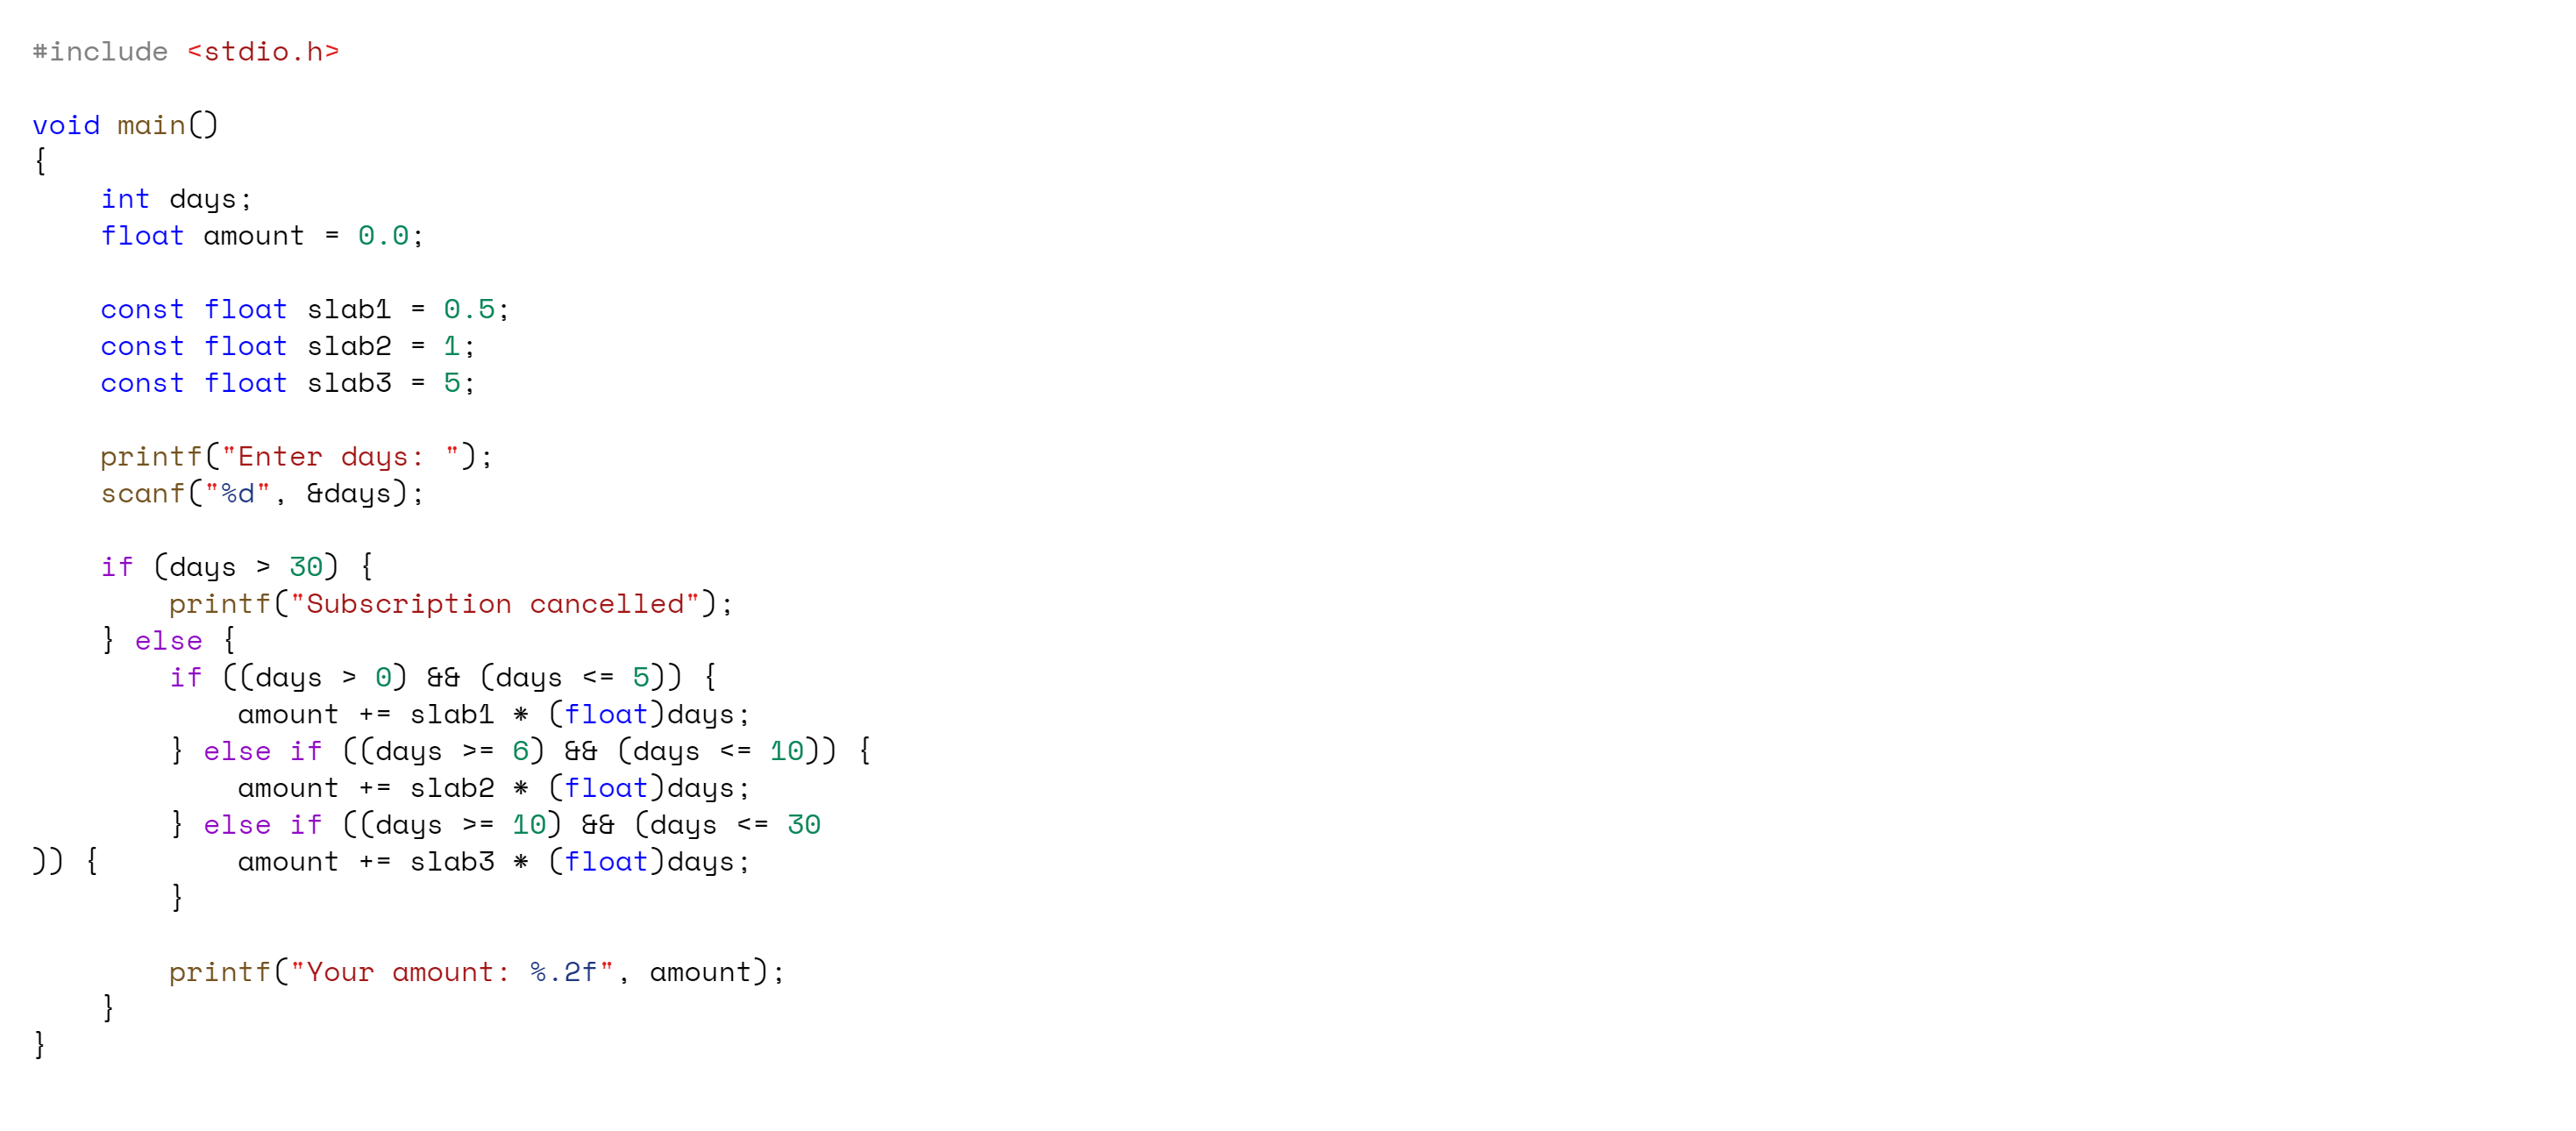 #include <stdio.h>

void main()
{
    int days;
    float amount = 0.0;

    const float slab1 = 0.5;
    const float slab2 = 1;
    const float slab3 = 5;

    printf("Enter days: ");
    scanf("%d", &days);

    if (days > 30) {
        printf("Subscription cancelled");
    } else {
        if ((days > 0) && (days <= 5)) {
            amount += slab1 * (float)days;
        } else if ((days >= 6) && (days <= 10)) {
            amount += slab2 * (float)days;
        } else if ((days >= 10) && (days <= 30
)) {        amount += slab3 * (float)days;
        }

        printf("Your amount: %.2f", amount);
    }
}